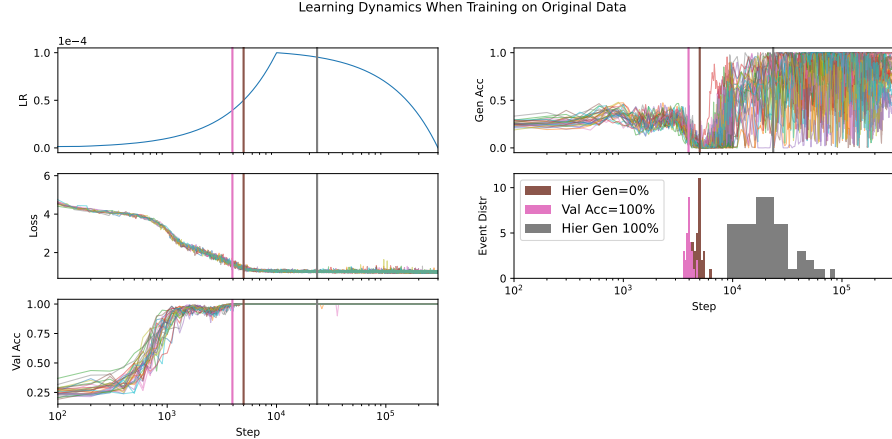 Learning Dynamics When Training on Original Data
1e−4
LR
1.0
0.5
0.0
Loss
6
4
2
Val Acc
1.00
0.75
0.50
0.25
10^2
10^3
10^4
10^5
Step
Gen Acc
1.0
0.5
0.0
Event Distr
10
5
0
Hier Gen=0%
Val Acc=100%
Hier Gen 100%
10^2
10^3
10^4
10^5
Step